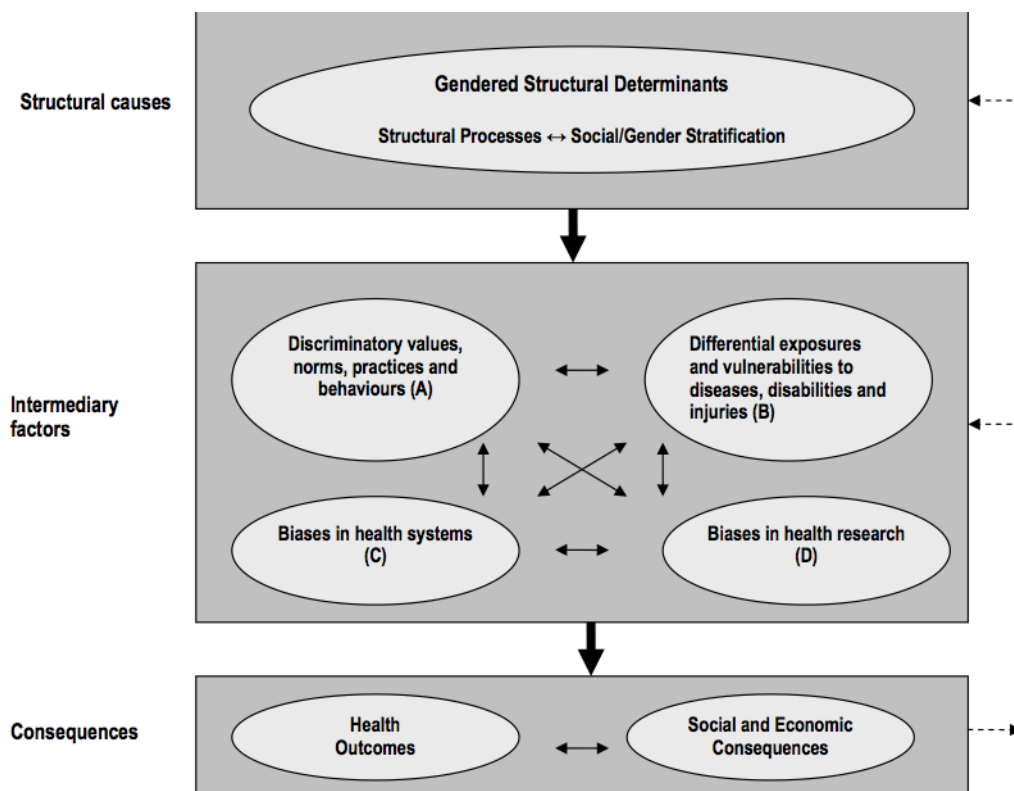 Gendered Structural Determinants
Structural causes
Structural Processes ↔ Social/Gender Stratification
Discriminatory values,
norms, practices and
behaviours (A)
Differential exposures
and vulnerabilities to
diseases, disabilities and
injuries (B)
Intermediary
factors
Biases in health systems
(C)
Biases in health research
(D)
Consequences
Health
Outcomes
Social and Economic
Consequences